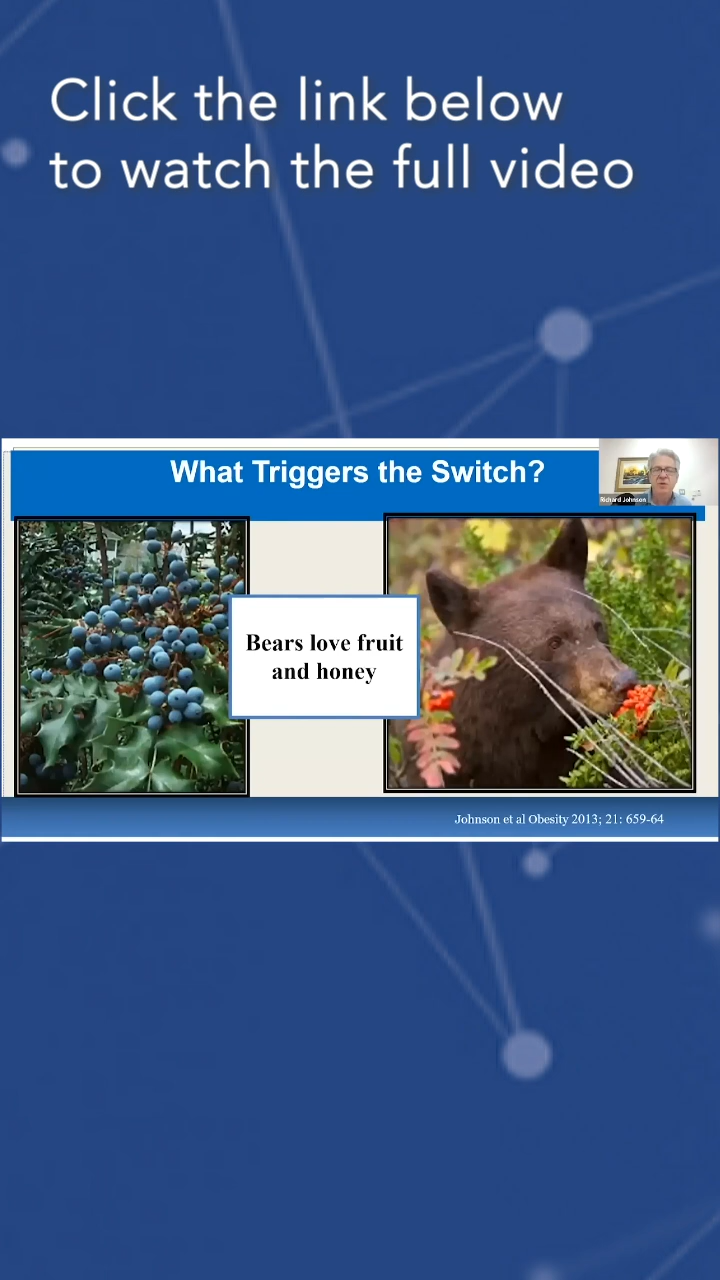 Click the link below
to watch the full video
What Triggers the Switch?
Richard Johnson
Bears love fruit
and honey
Johnson et al Obesity 2013; 21: 659-64